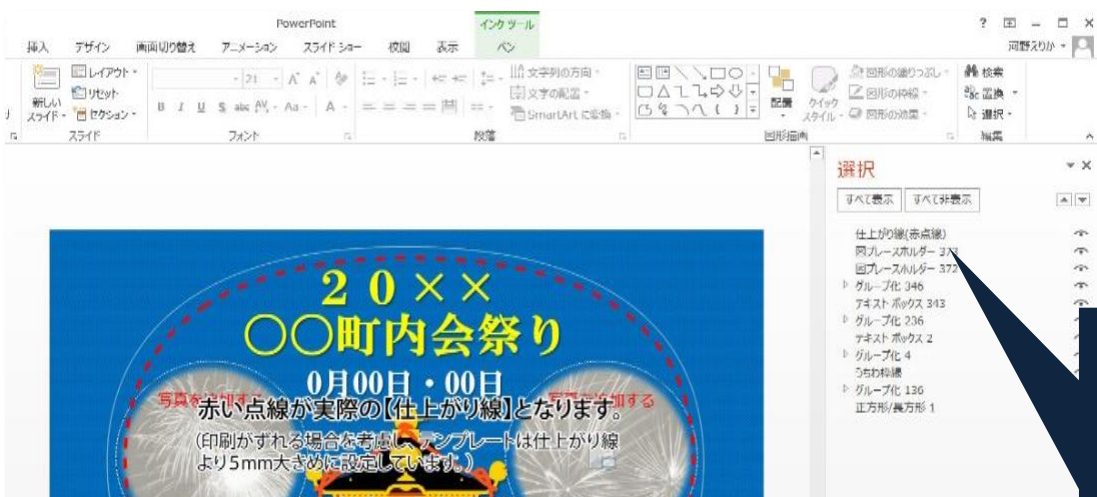 PowerPoint
インク ツール
? 
挿入 デザイン 画面切り替え アニメーション スライド ショー 校閲 表示 ペン
河野えりか
新しい
スライド
レイアウト
リセット
セクション
21
B I U S abc AV Aa A
文字列の方向
文字の配置
SmartArt に変換
配置
クイック
スタイル
図形の塗りつぶし
図形の枠線
図形の効果
検索
置換
選択
スライド フォント 段落 図形描画 編集
選択
すべて表示 すべて非表示
仕上がり線(赤点線)
図プレースホルダー
図プレースホルダー 372
グループ化 346
テキスト ボックス 343
グループ化 236
テキスト ボックス 2
グループ化 4
うちわ枠線
グループ化 136
正方形/長方形 1
20××
○○町内会祭り
0月00日・00日
赤い点線が実際の【仕上がり線】となります。
(印刷がずれる場合を考慮し、テンプレートは仕上がり線
より5mm大きめに設定しています。)